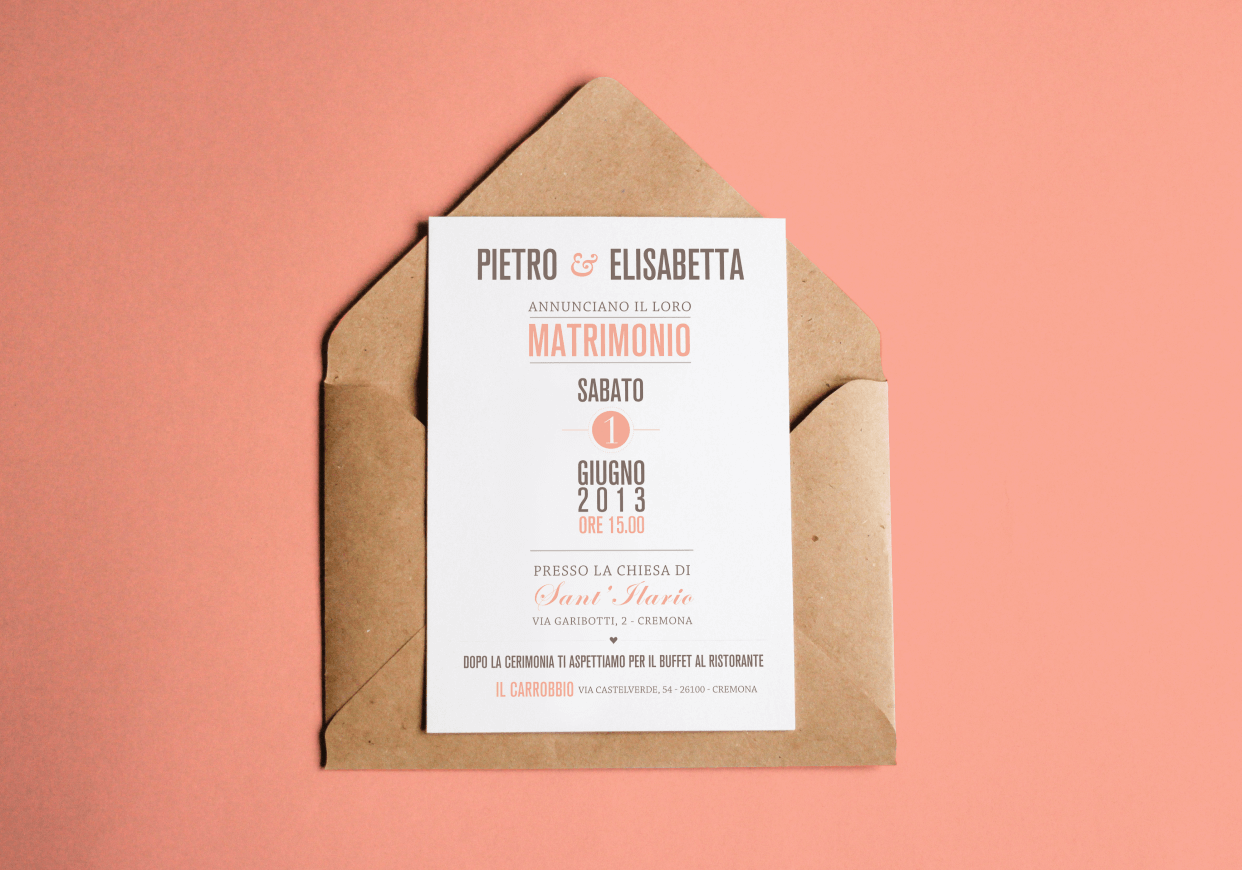 PIETRO & ELISABETTA
ANNUNCIANO IL LORO
MATRIMONIO
SABATO
1
GIUGNO
2013
ORE 15.00
PRESSO LA CHIESA DI
Sant'Ilario
VIA GARIBOTTI, 2 - CREMONA
DOPO LA CERIMONIA TI ASPETTIAMO PER IL BUFFET AL RISTORANTE
IL CARROBBIO VIA CASTELVERDE, 54 - 26100 - CREMONA